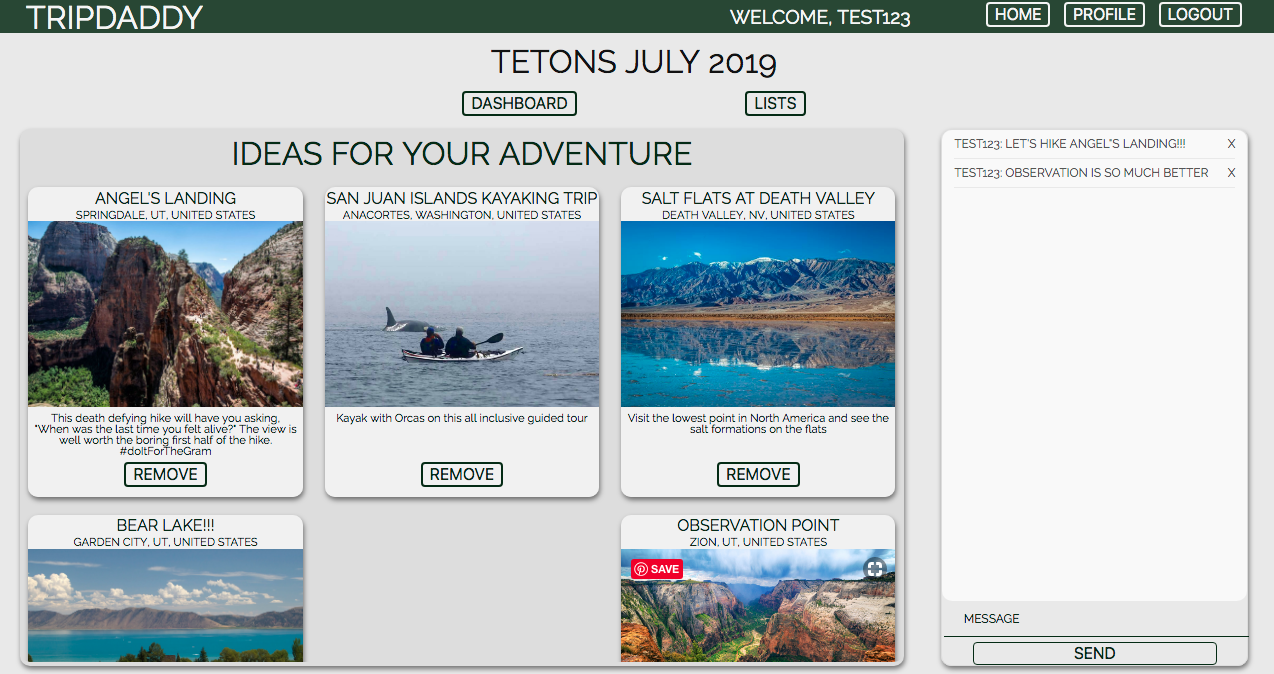 TRIPDADDY
WELCOME, TEST123
HOME
PROFILE
LOGOUT
TETONS JULY 2019
DASHBOARD
LISTS
IDEAS FOR YOUR ADVENTURE
ANGEL'S LANDING
SPRINGDALE, UT, UNITED STATES
This death defying hike will have you asking,
"When was the last time you felt alive?" The view is
well worth the boring first half of the hike.
#doItForTheGram
REMOVE
SAN JUAN ISLANDS KAYAKING TRIP
ANACORTES, WASHINGTON, UNITED STATES
Kayak with Orcas on this all inclusive guided tour
REMOVE
SALT FLATS AT DEATH VALLEY
DEATH VALLEY, NV, UNITED STATES
Visit the lowest point in North America and see the
salt formations on the flats
REMOVE
BEAR LAKE!!!
GARDEN CITY, UT, UNITED STATES
OBSERVATION POINT
ZION, UT, UNITED STATES
SAVE
TEST123: LET'S HIKE ANGEL'S LANDING!!! X
TEST123: OBSERVATION IS SO MUCH BETTER X
MESSAGE
SEND